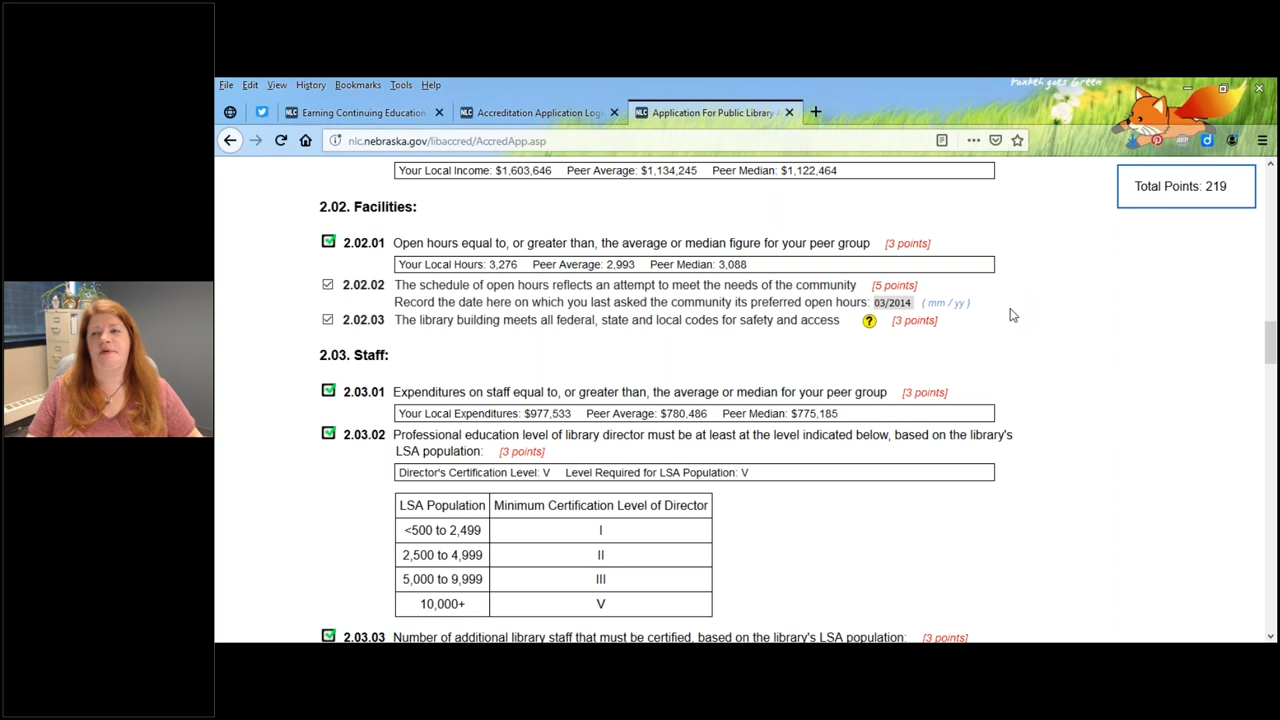 Foxkeh goes Green
File Edit View History Bookmarks Tools Help
NLC Earning Continuing Education NLC Accreditation Application Logi NLC Application For Public Library A
nlc.nebraska.gov/libaccred/AccredApp.asp
Your Local Income: $1,603,646 Peer Average: $1,134,245 Peer Median: $1,122,464
Total Points: 219
2.02. Facilities:
2.02.01 Open hours equal to, or greater than, the average or median figure for your peer group [3 points]
Your Local Hours: 3,276 Peer Average: 2,993 Peer Median: 3,088
2.02.02 The schedule of open hours reflects an attempt to meet the needs of the community [5 points]
Record the date here on which you last asked the community its preferred open hours: 03/2014 ( mm / yy )
2.02.03 The library building meets all federal, state and local codes for safety and access ? [3 points]
2.03. Staff:
2.03.01 Expenditures on staff equal to, or greater than, the average or median for your peer group [3 points]
Your Local Expenditures: $977,533 Peer Average: $780,486 Peer Median: $775,185
2.03.02 Professional education level of library director must be at least at the level indicated below, based on the library's
LSA population: [3 points]
Director's Certification Level: V Level Required for LSA Population: V
LSA Population Minimum Certification Level of Director
<500 to 2,499 I
2,500 to 4,999 II
5,000 to 9,999 III
10,000+ V
2.03.03 Number of additional library staff that must be certified, based on the library's LSA population: [3 points]